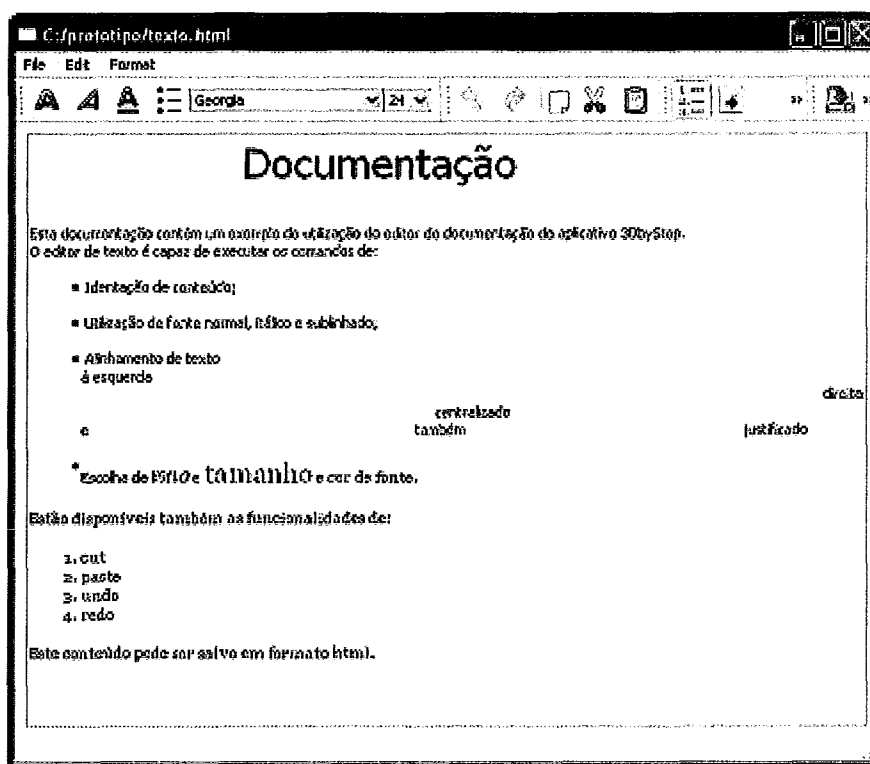 C:/prototipo/texto.html
File Edit Format
Georgia 24
Documentação
Esta documentação contém um exemplo de utilização do editor de documentação do aplicativo 3DbyStep.
O editor de texto é capaz de executar os comandos de:
Identação de conteúdo;
Utilização de fonte normal, itálico e sublinhado;
Alinhamento de texto
à esquerda
direita
centralizado
e também justificado
Escolha de e tamanho e cor de fonte.
Estão disponíveis também as funcionalidades de:
1. cut
2. paste
3. undo
4. redo
Este conteúdo pode ser salvo em formato html.